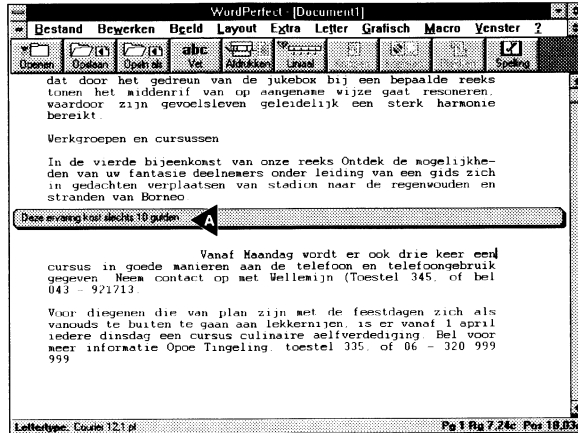 WordPerfect - [Document1]
Bestand Bewerken Beeld Layout Extra Letter Grafisch Macro Venster ?
Openen Opslaan Opsln als Vet Afdrukken Liniaal Spelling
dat door het gedreun van de jukebox bij een bepaalde reeks
tonen het middenrif van op aangename wijze gaat resoneren,
waardoor zijn gevoelsleven geleidelijk een sterk harmonie
bereikt.
Werkgroepen en cursussen
In de vierde bijeenkomst van onze reeks Ontdek de mogelijkhe-
den van uw fantasie deelnemers onder leiding van een gids zich
in gedachten verplaatsen van stadion naar de regenwouden en
stranden van Borneo
Deze ervaring kost slechts 10 gulden
A
Vanaf Maandag wordt er ook drie keer een
cursus in goede manieren aan de telefoon en telefoongebruik
gegeven. Neem contact op met Wellemijn (Toestel 345, of bel
043 - 921713.
Voor diegenen die van plan zijn met de feestdagen zich als
vanouds te buiten te gaan aan lekkernijen, is er vanaf 1 april
iedere dinsdag een cursus culinaire aelfverdediging. Bel voor
meer informatie Opoe Tingeling, toestel 335, of 06 - 320 999
999
Lettertype: Courier 12,1 pt Pg 1 Rg 7,24c Pos 18,03c